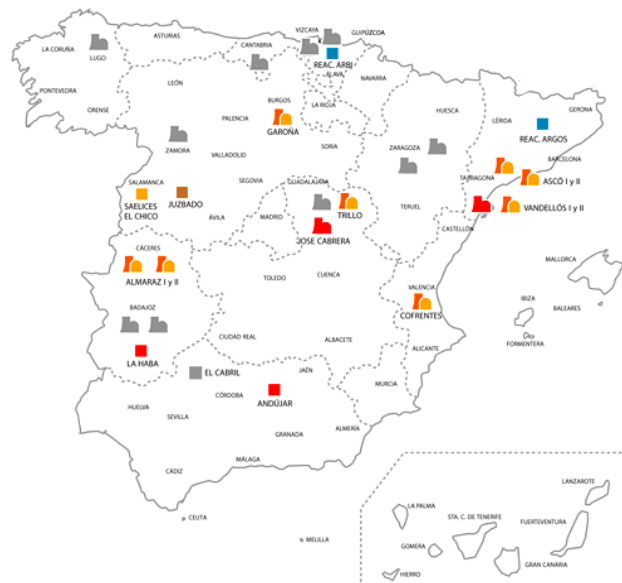 VIZCAYA
GUIPÚZCOA
ASTURIAS
CANTABRIA
LA CORUÑA
LUGO
REAC. ARBI
ÁLAVA
NAVARRA
LEÓN
PONTEVEDRA
ORENSE
BURGOS
LA RIOJA
HUESCA
GERONA
LÉRIDA
PALENCIA
GAROÑA
REAC. ARGOS
ZAMORA
VALLADOLID
SORIA
ZARAGOZA
BARCELONA
TARRAGONA
ASCÓ I y II
SALAMANCA
SEGOVIA
GUADALAJARA
SAELICES
EL CHICO
JUZBADO
ÁVILA
MADRID
TRILLO
TERUEL
VANDELLÓS I y II
JOSE CABRERA
CASTELLÓN
CÁCERES
TOLEDO
CUENCA
MALLORCA
ALMARAZ I y II
VALENCIA
COFRENTES
IBIZA
BALEARES
BADAJOZ
CIUDAD REAL
ALBACETE
FORMENTERA
ALICANTE
LA HABA
EL CABRIL
JAÉN
MURCIA
CÓRDOBA
ANDÚJAR
HUELVA
SEVILLA
GRANADA
ALMERÍA
MÁLAGA
CÁDIZ
CEUTA
MELILLA
LANZAROTE
LA PALMA
STA. C. DE TENERIFE
FUERTEVENTURA
GOMERA
GRAN CANARIA
HIERRO